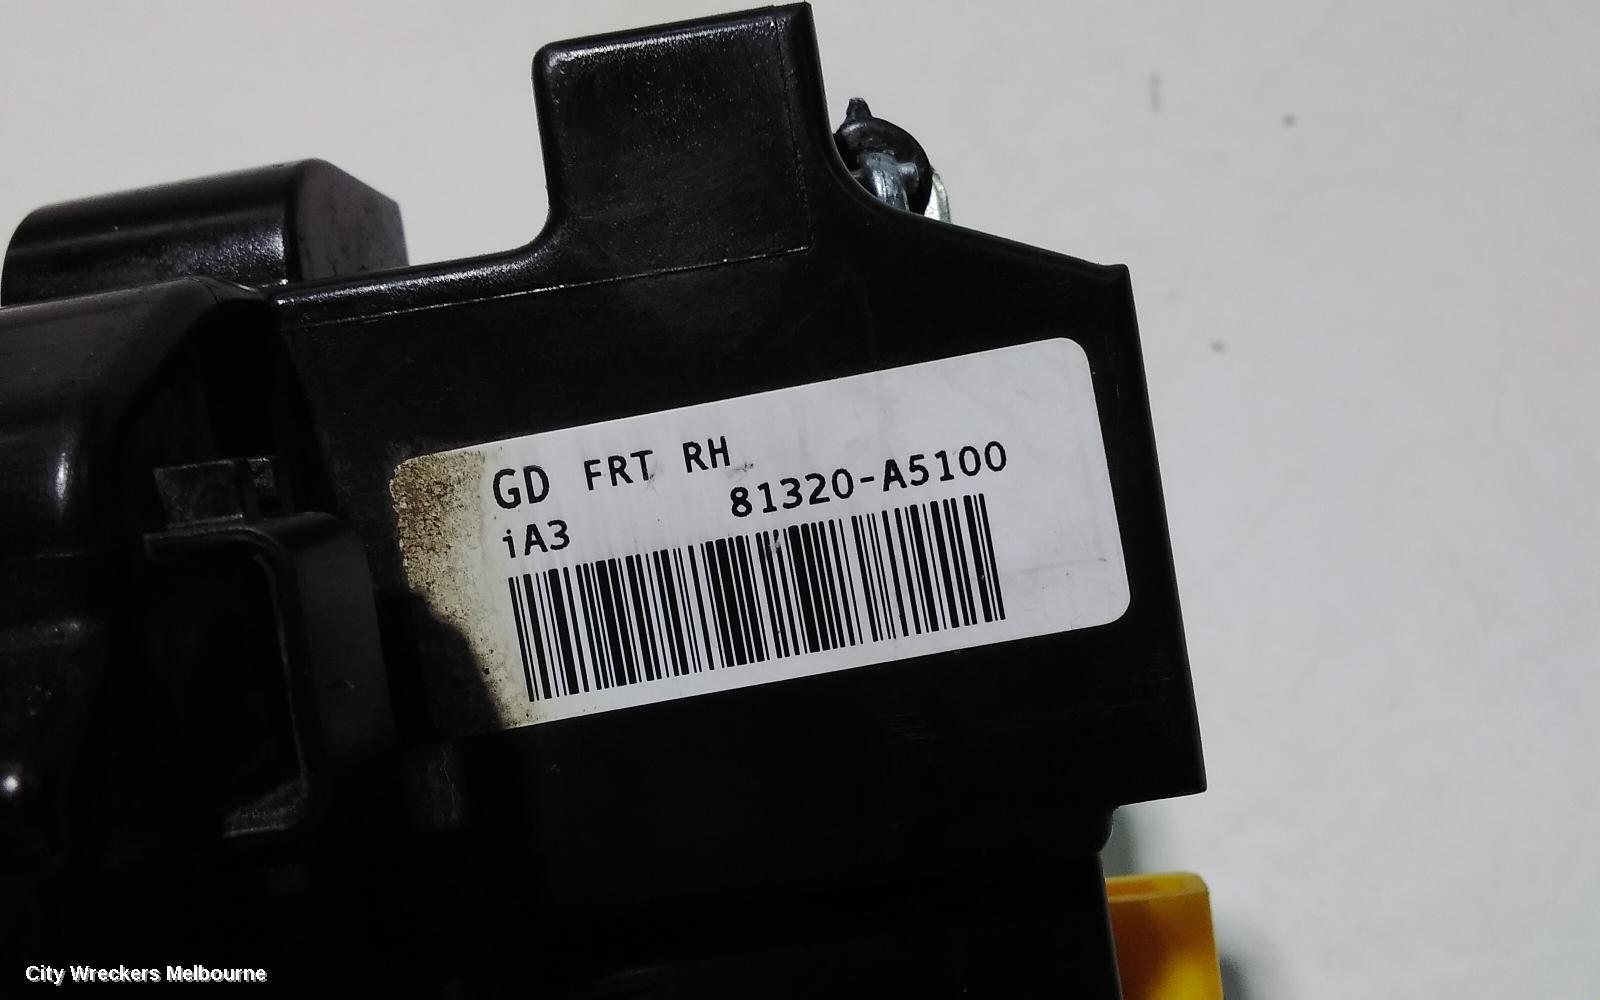 GD FRT RH
81320-A5100
iA3
City Wreckers Melbourne